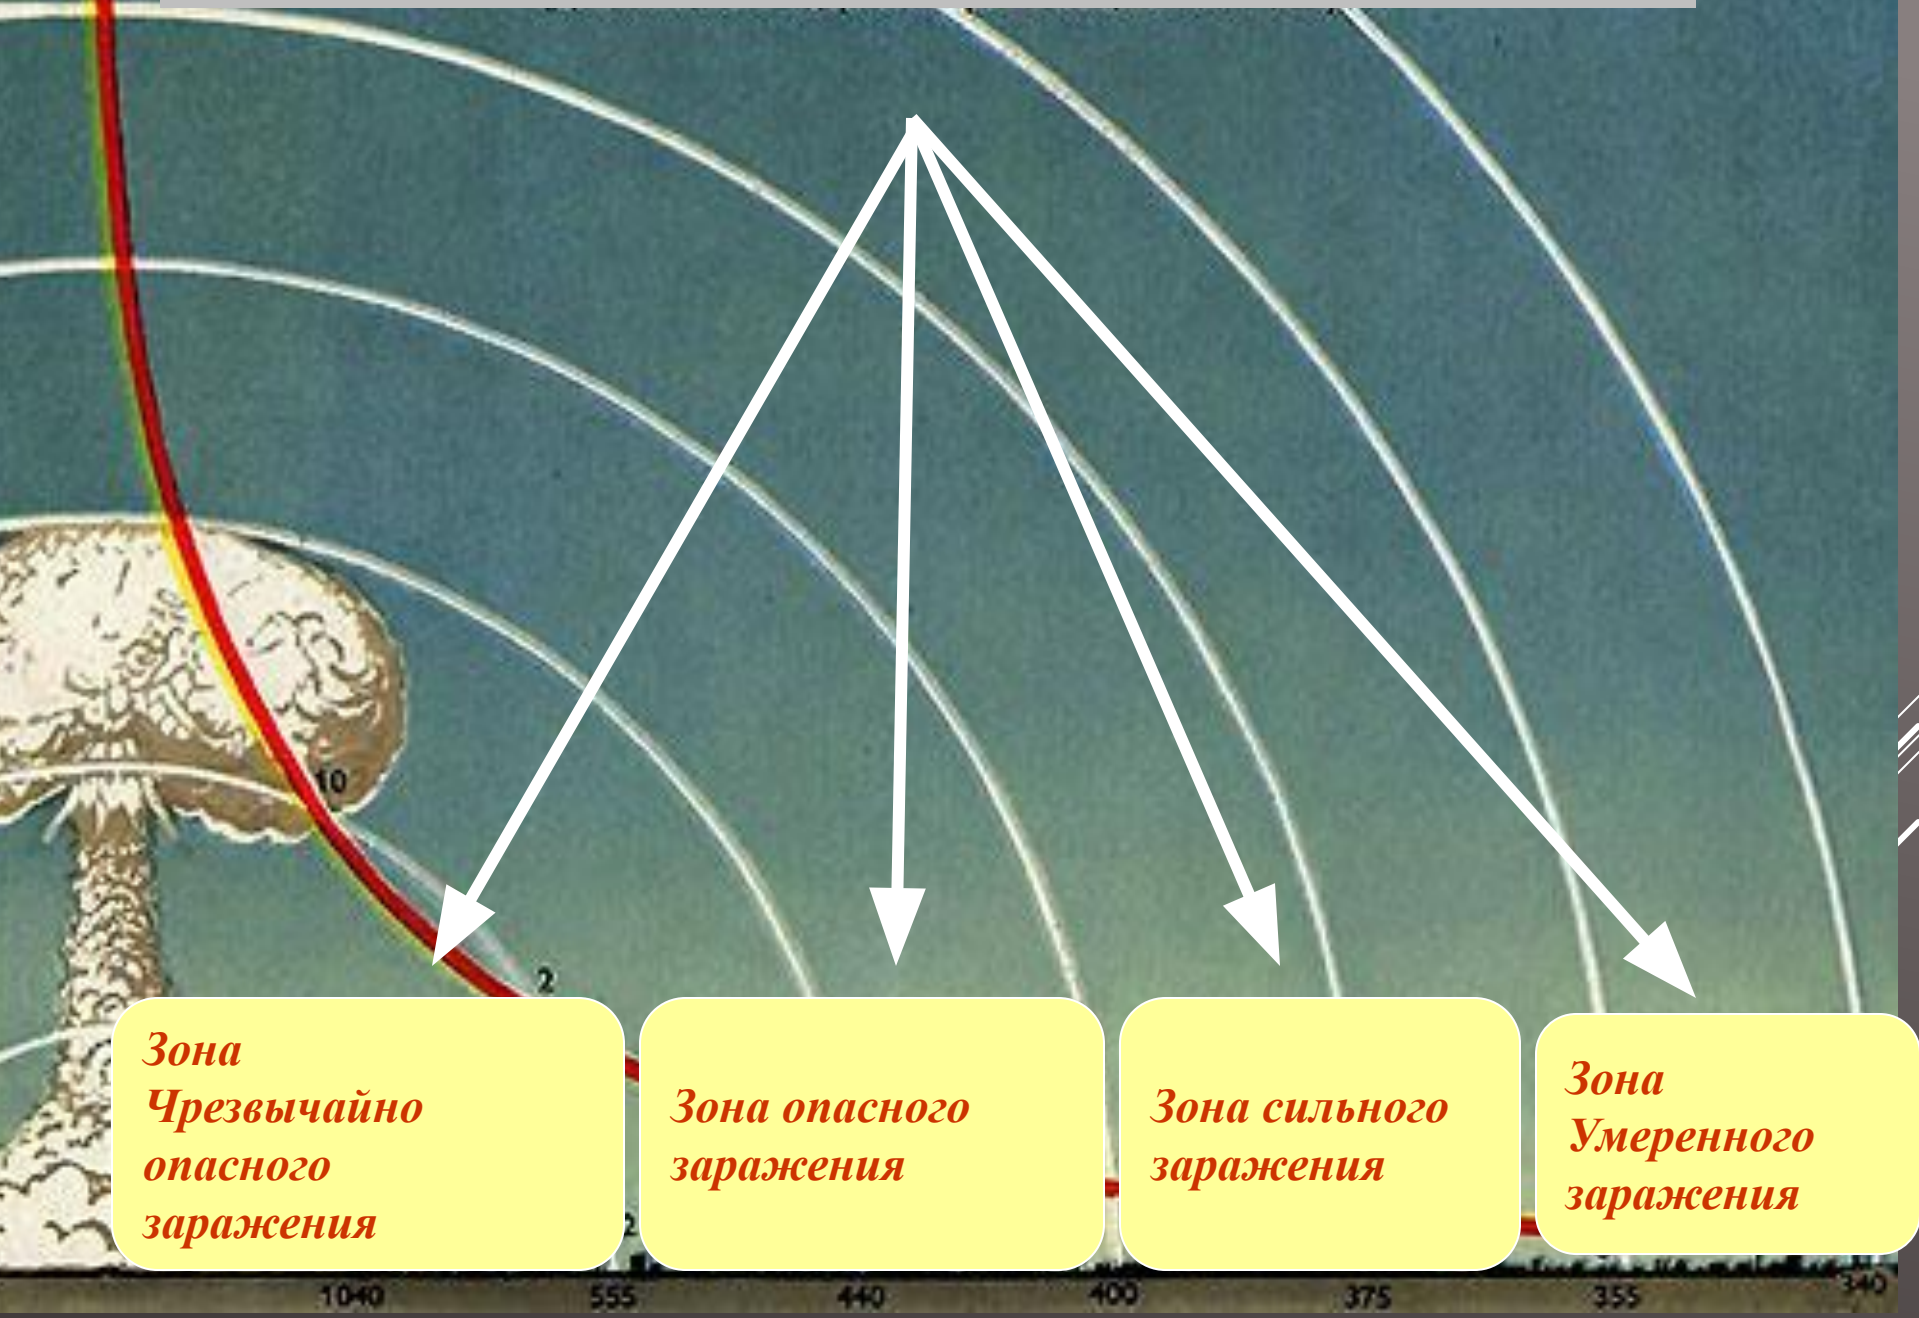 10
2
Зона
Чрезвычайно
опасного
заражения
Зона опасного
заражения
Зона сильного
заражения
Зона
Умеренного
заражения
2
1040 555 440 400 375 355 340